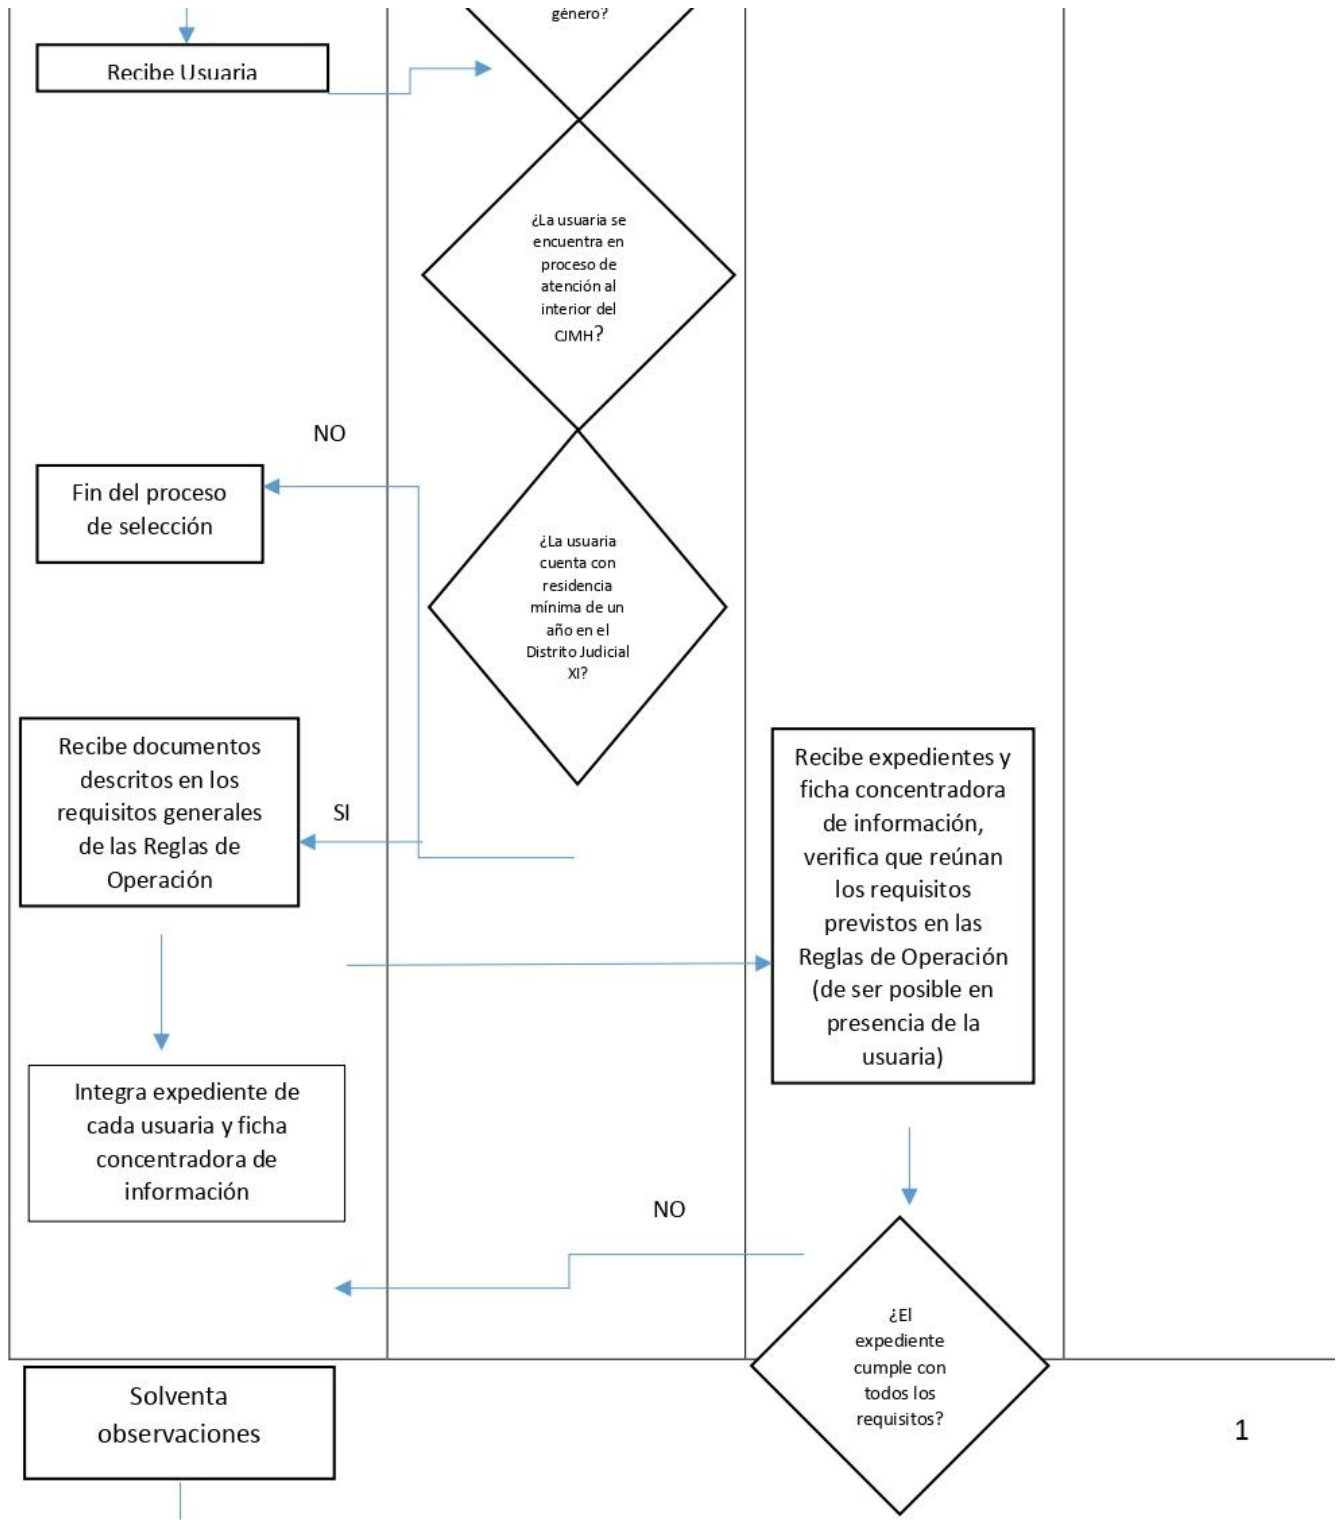 género?
Recibe Usuaria
¿La usuaria se
encuentra en
proceso de
atención al
interior del
CJMH?
NO
Fin del proceso
de selección
¿La usuaria
cuenta con
residencia
mínima de un
año en el
Distrito Judicial
XI?
Recibe documentos
descritos en los
requisitos generales
de las Reglas de
Operación
SI
Recibe expedientes y
ficha concentradora
de información,
verifica que reúnan
los requisitos
previstos en las
Reglas de Operación
(de ser posible en
presencia de la
usuaria)
Integra expediente de
cada usuaria y ficha
concentradora de
información
NO
¿El
expediente
cumple con
todos los
requisitos?
Solventa
observaciones
1